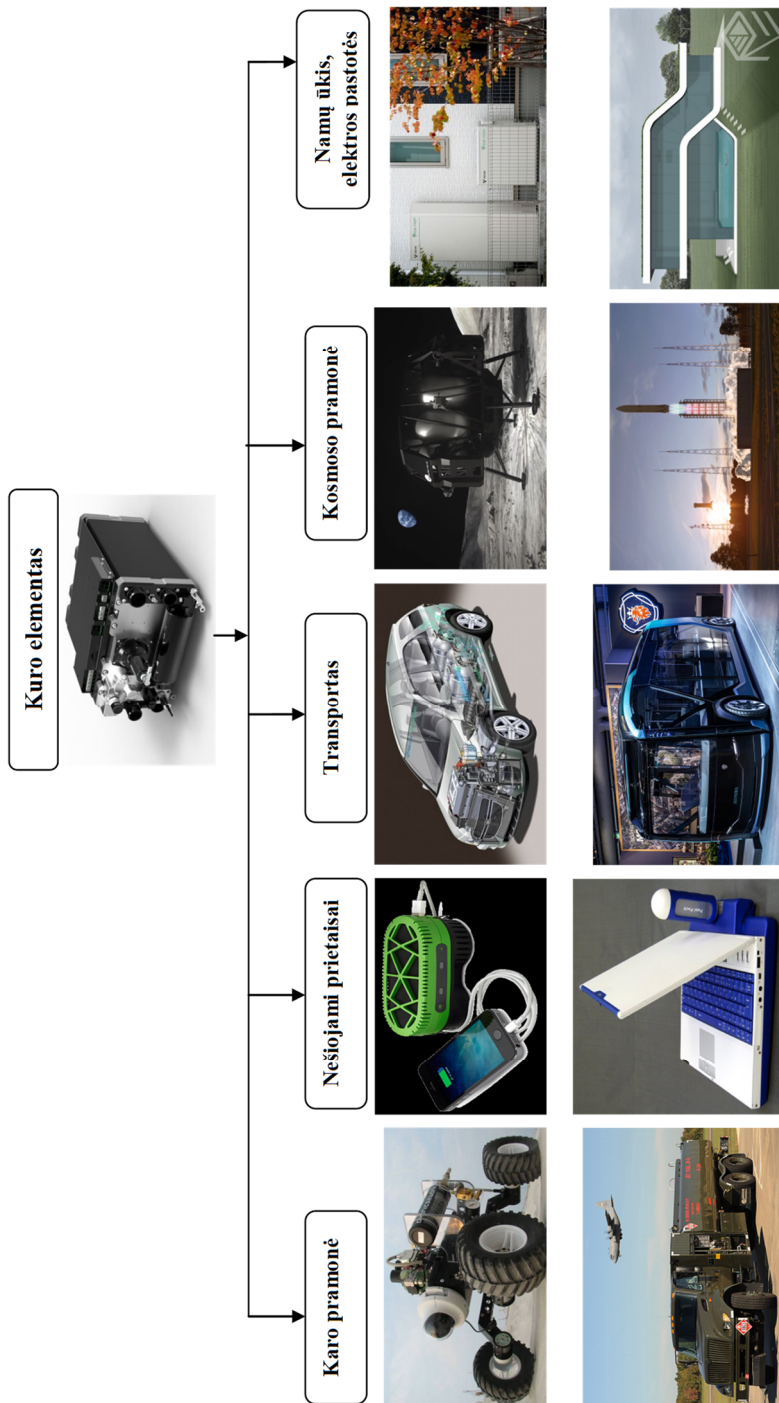 Kuro elementas
Karo pramonė
Nešiojami prietaisai
Transportas
Kosmoso pramonė
Namų ūkis,
elektros pastotės